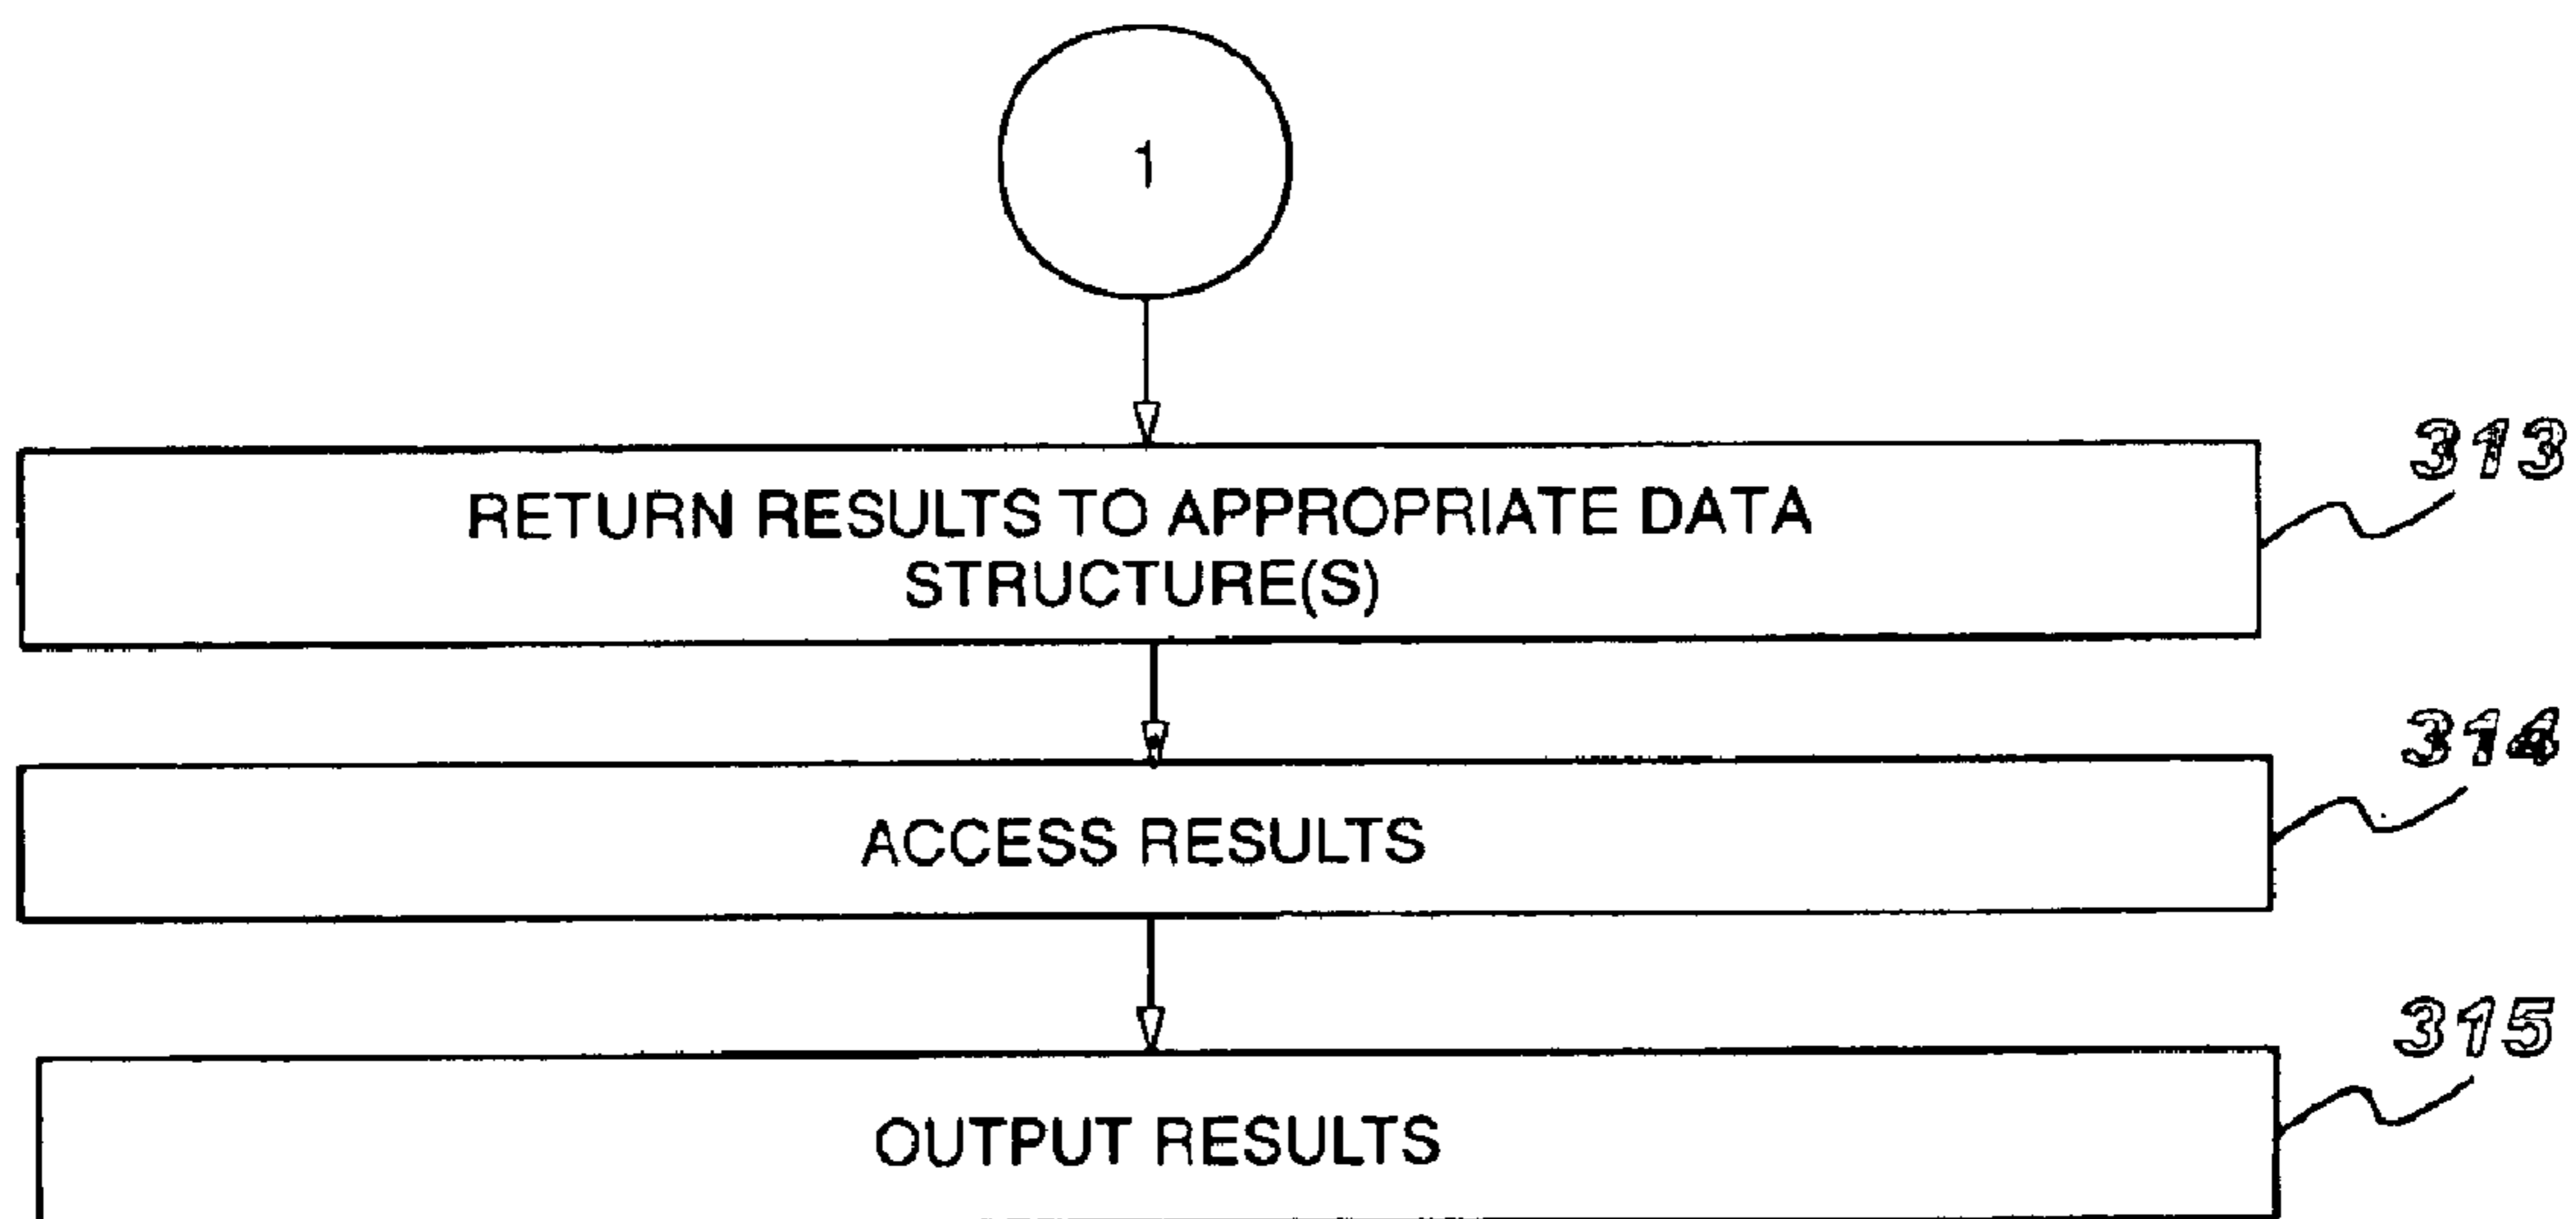 1
RETURN RESULTS TO APPROPRIATE DATA
STRUCTURE(S)
313
ACCESS RESULTS
314
OUTPUT RESULTS
315